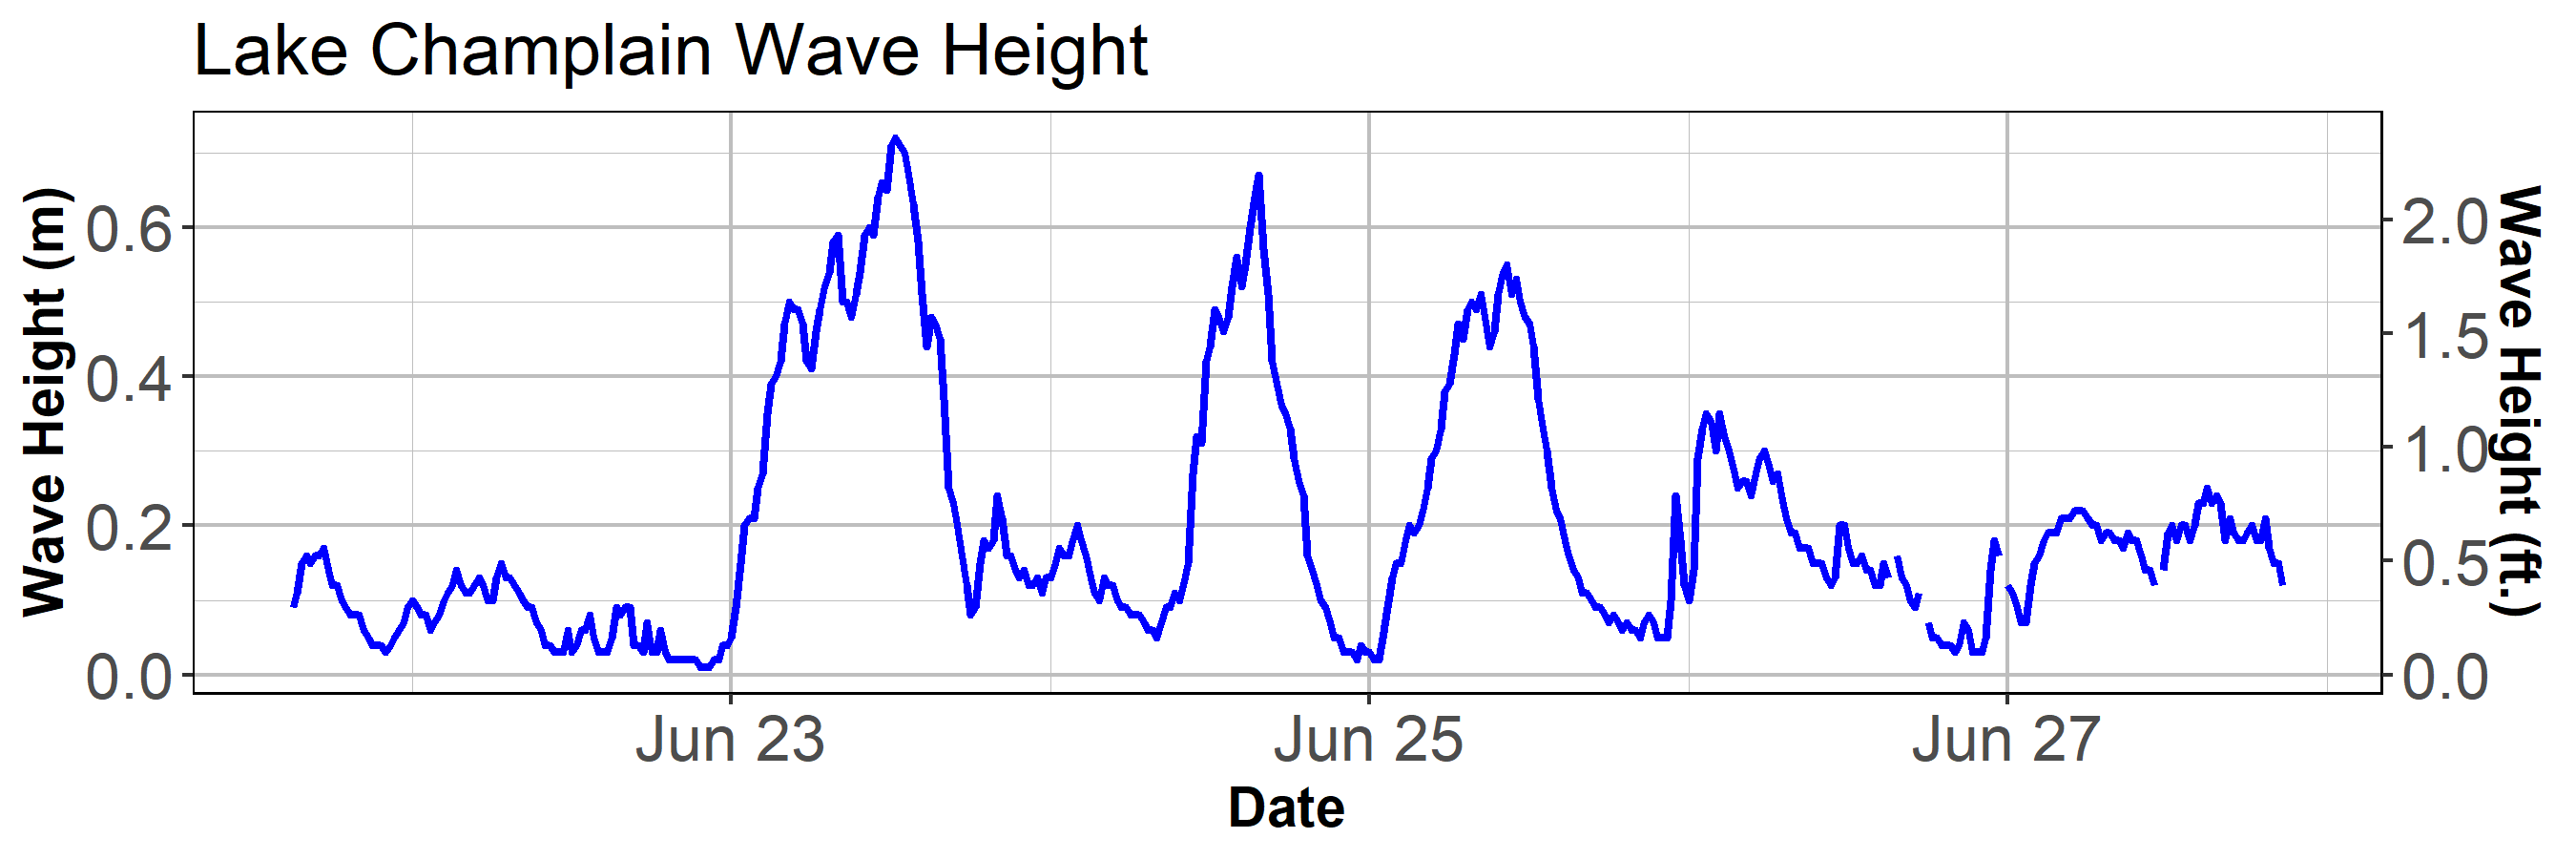 Lake Champlain Wave Height
Wave Height (m)
0.6
0.4
0.2
0.0
2.0
1.5
1.0
0.5
0.0
Wave Height (ft.)
Jun 23
Jun 25
Jun 27
Date